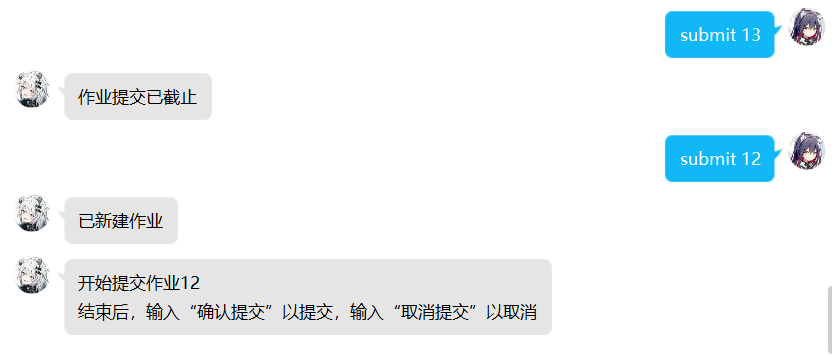 submit 13
作业提交已截止
submit 12
已新建作业
开始提交作业12
结束后，输入“确认提交”以提交，输入“取消提交”以取消